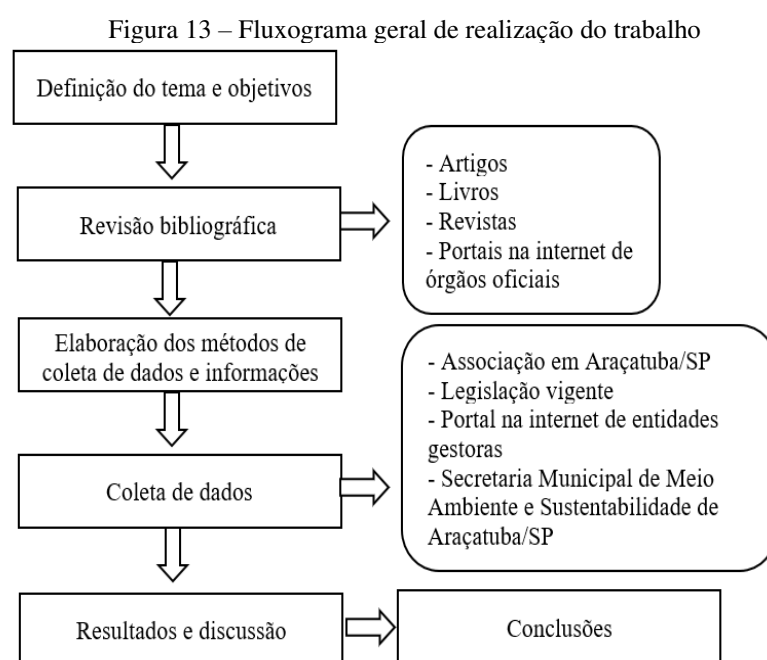 Figura 13 – Fluxograma geral de realização do trabalho
Definição do tema e objetivos
Revisão bibliográfica
- Artigos
- Livros
- Revistas
- Portais na internet de
órgãos oficiais
Elaboração dos métodos de
coleta de dados e informações
Coleta de dados
- Associação em Araçatuba/SP
- Legislação vigente
- Portal na internet de entidades
gestoras
- Secretaria Municipal de Meio
Ambiente e Sustentabilidade de
Araçatuba/SP
Resultados e discussão
Conclusões